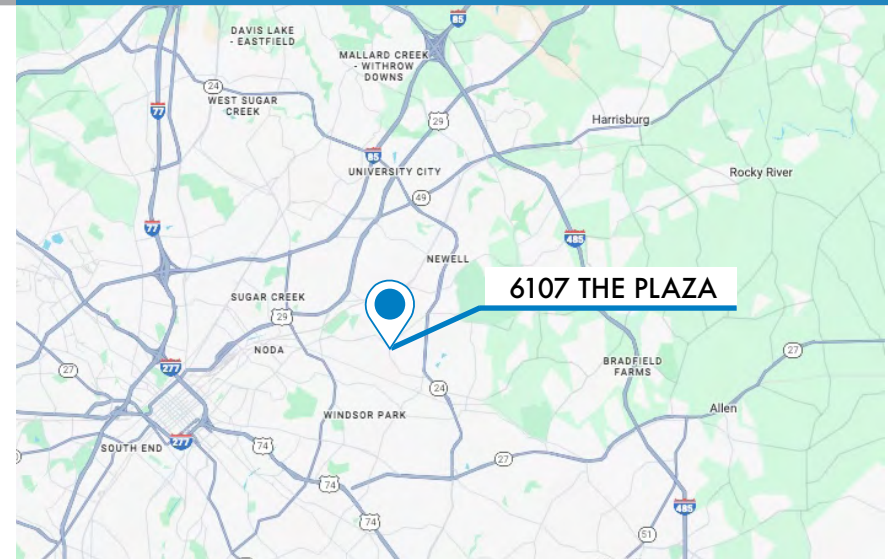 85
DAVIS LAKE
- EASTFIELD
MALLARD CREEK
- WITHROW
DOWNS
24
WEST SUGAR
CREEK
77
29
Harrisburg
85
UNIVERSITY CITY
Rocky River
49
77
485
NEWELL
6107 THE PLAZA
SUGAR CREEK
29
NODA
27
BRADFIELD
FARMS
277
27
24
Allen
WINDSOR PARK
277
SOUTH END
74
27
74
485
74
51